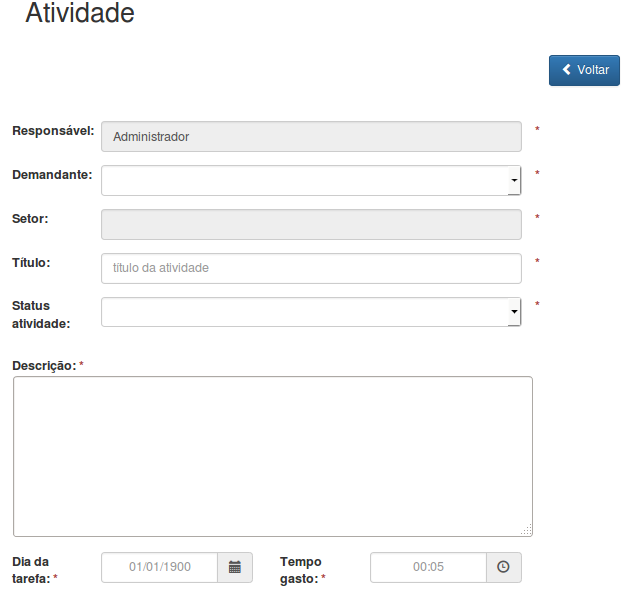 Atividade
Voltar
Responsável: Administrador *
Demandante: *
Setor: *
Título: título da atividade *
Status *
atividade:
Descrição: *
Dia da 01/01/1900 Tempo 00:05
tarefa: * gasto: *